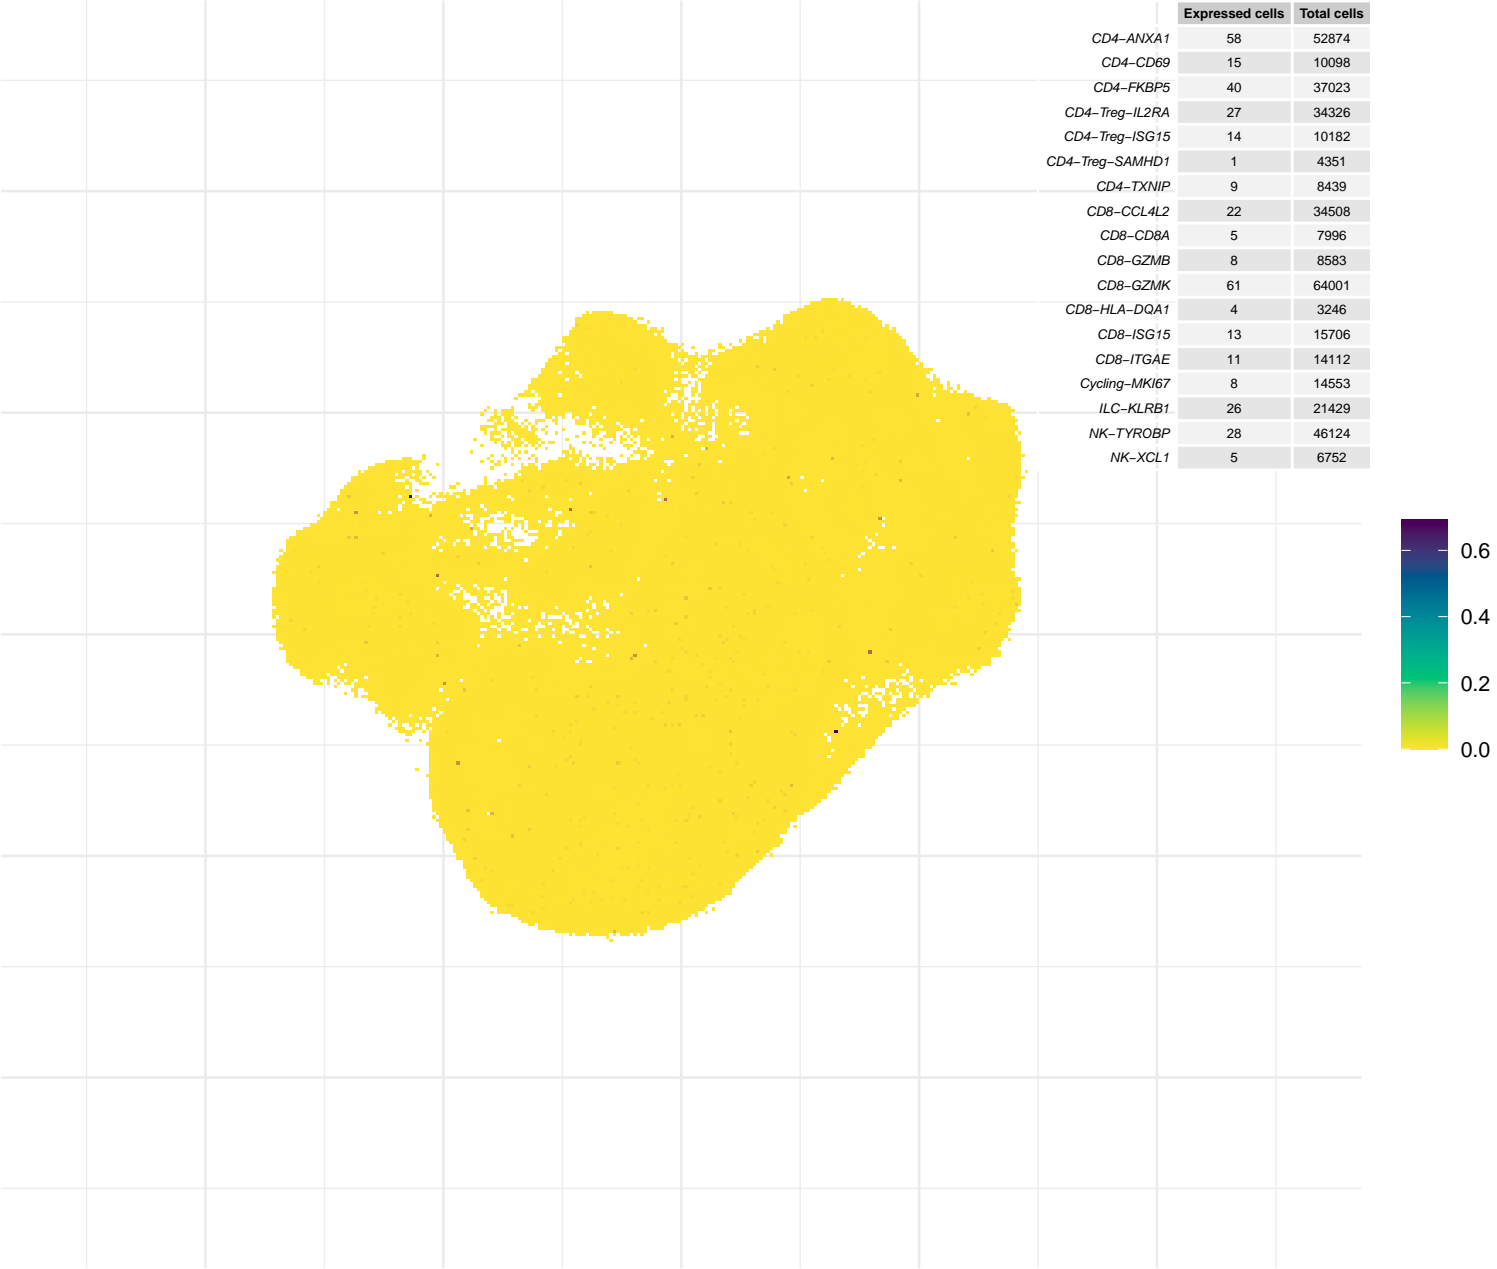 Expressed cells Total cells
CD4−ANXA1 58 52874
CD4−CD69 15 10098
CD4−FKBP5 40 37023
CD4−Treg−IL2RA 27 34326
CD4−Treg−ISG15 14 10182
CD4−Treg−SAMHD1 1 4351
CD4−TXNIP 9 8439
CD8−CCL4L2 22 34508
CD8−CD8A 5 7996
CD8−GZMB 8 8583
CD8−GZMK 61 64001
CD8−HLA−DQA1 4 3246
CD8−ISG15 13 15706
CD8−ITGAE 11 14112
Cycling−MKI67 8 14553
ILC−KLRB1 26 21429
NK−TYROBP 28 46124
NK−XCL1 5 6752
0.6
0.4
0.2
0.0